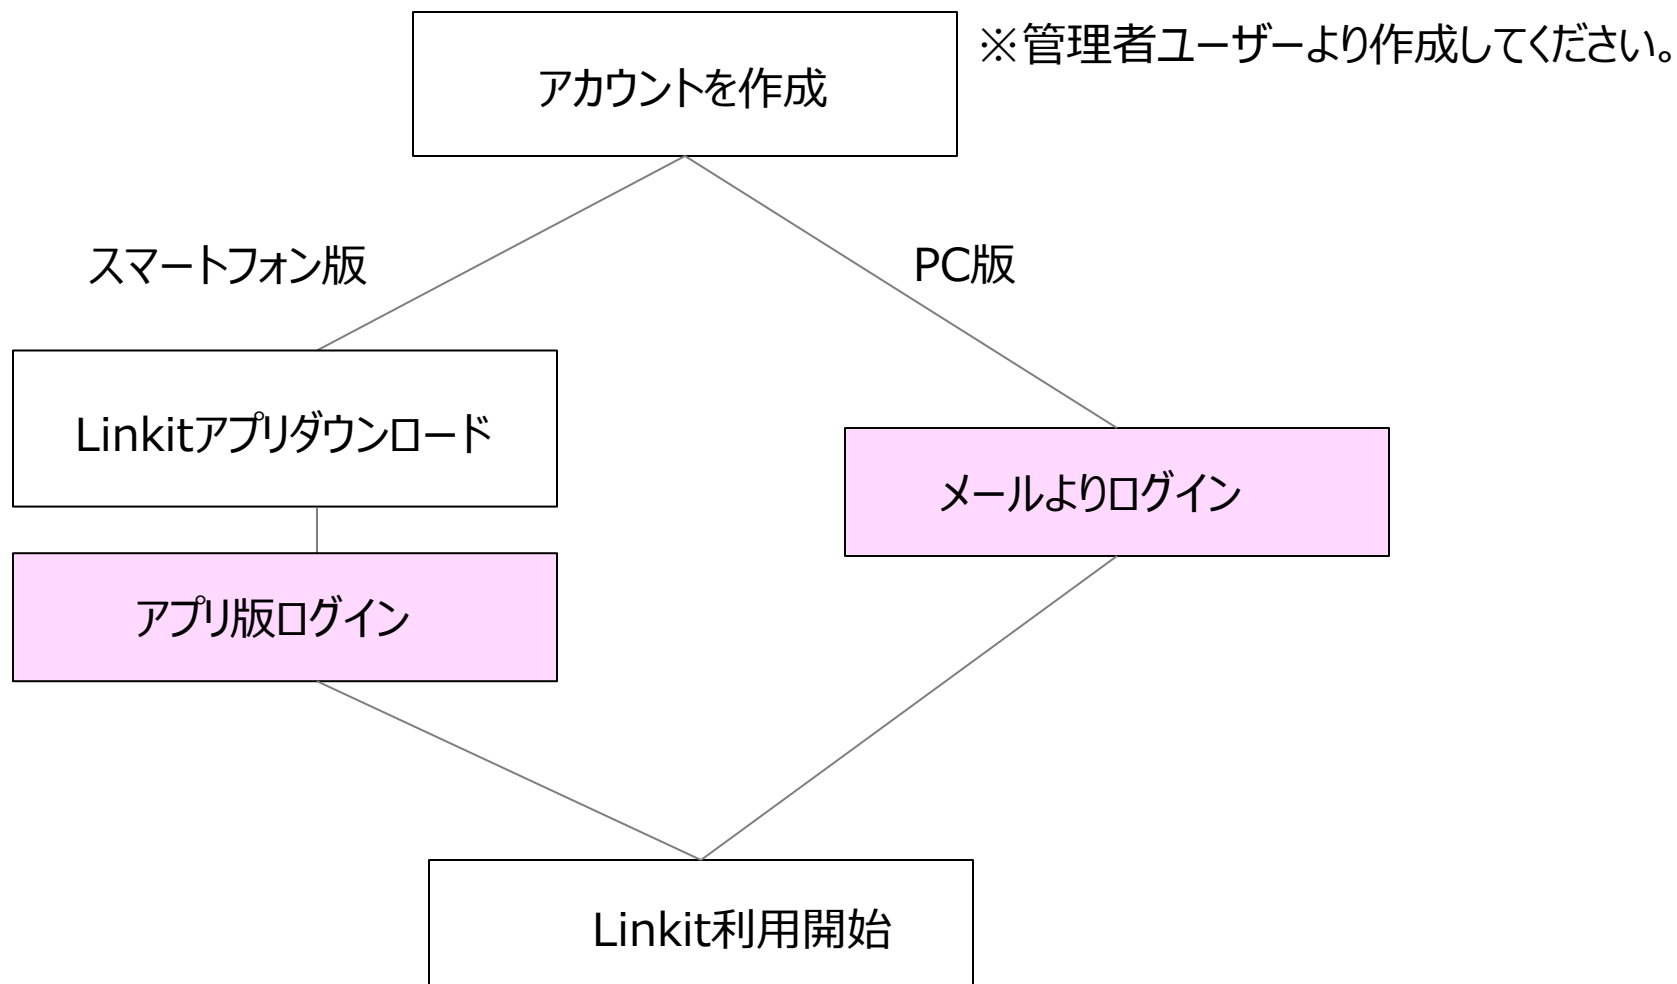 アカウントを作成
※管理者ユーザーより作成してください。
スマートフォン版
PC版
Linkitアプリダウンロード
メールよりログイン
アプリ版ログイン
Linkit利用開始